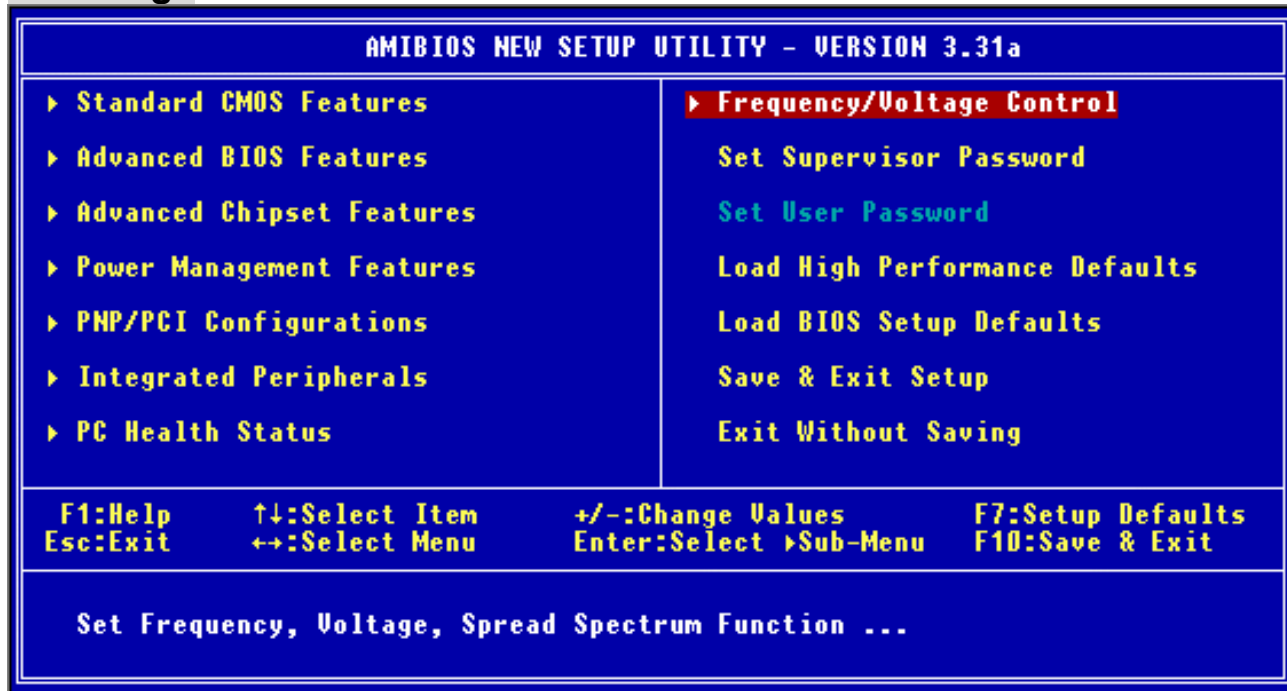 AMIBIOS NEW SETUP UTILITY - VERSION 3.31a
▸ Standard CMOS Features
▸ Advanced BIOS Features
▸ Advanced Chipset Features
▸ Power Management Features
▸ PNP/PCI Configurations
▸ Integrated Peripherals
▸ PC Health Status
▸ Frequency/Voltage Control
Set Supervisor Password
Set User Password
Load High Performance Defaults
Load BIOS Setup Defaults
Save & Exit Setup
Exit Without Saving
F1:Help ↑↓:Select Item +/-:Change Values F7:Setup Defaults
Esc:Exit ←→:Select Menu Enter:Select ▸Sub-Menu F10:Save & Exit
Set Frequency, Voltage, Spread Spectrum Function ...